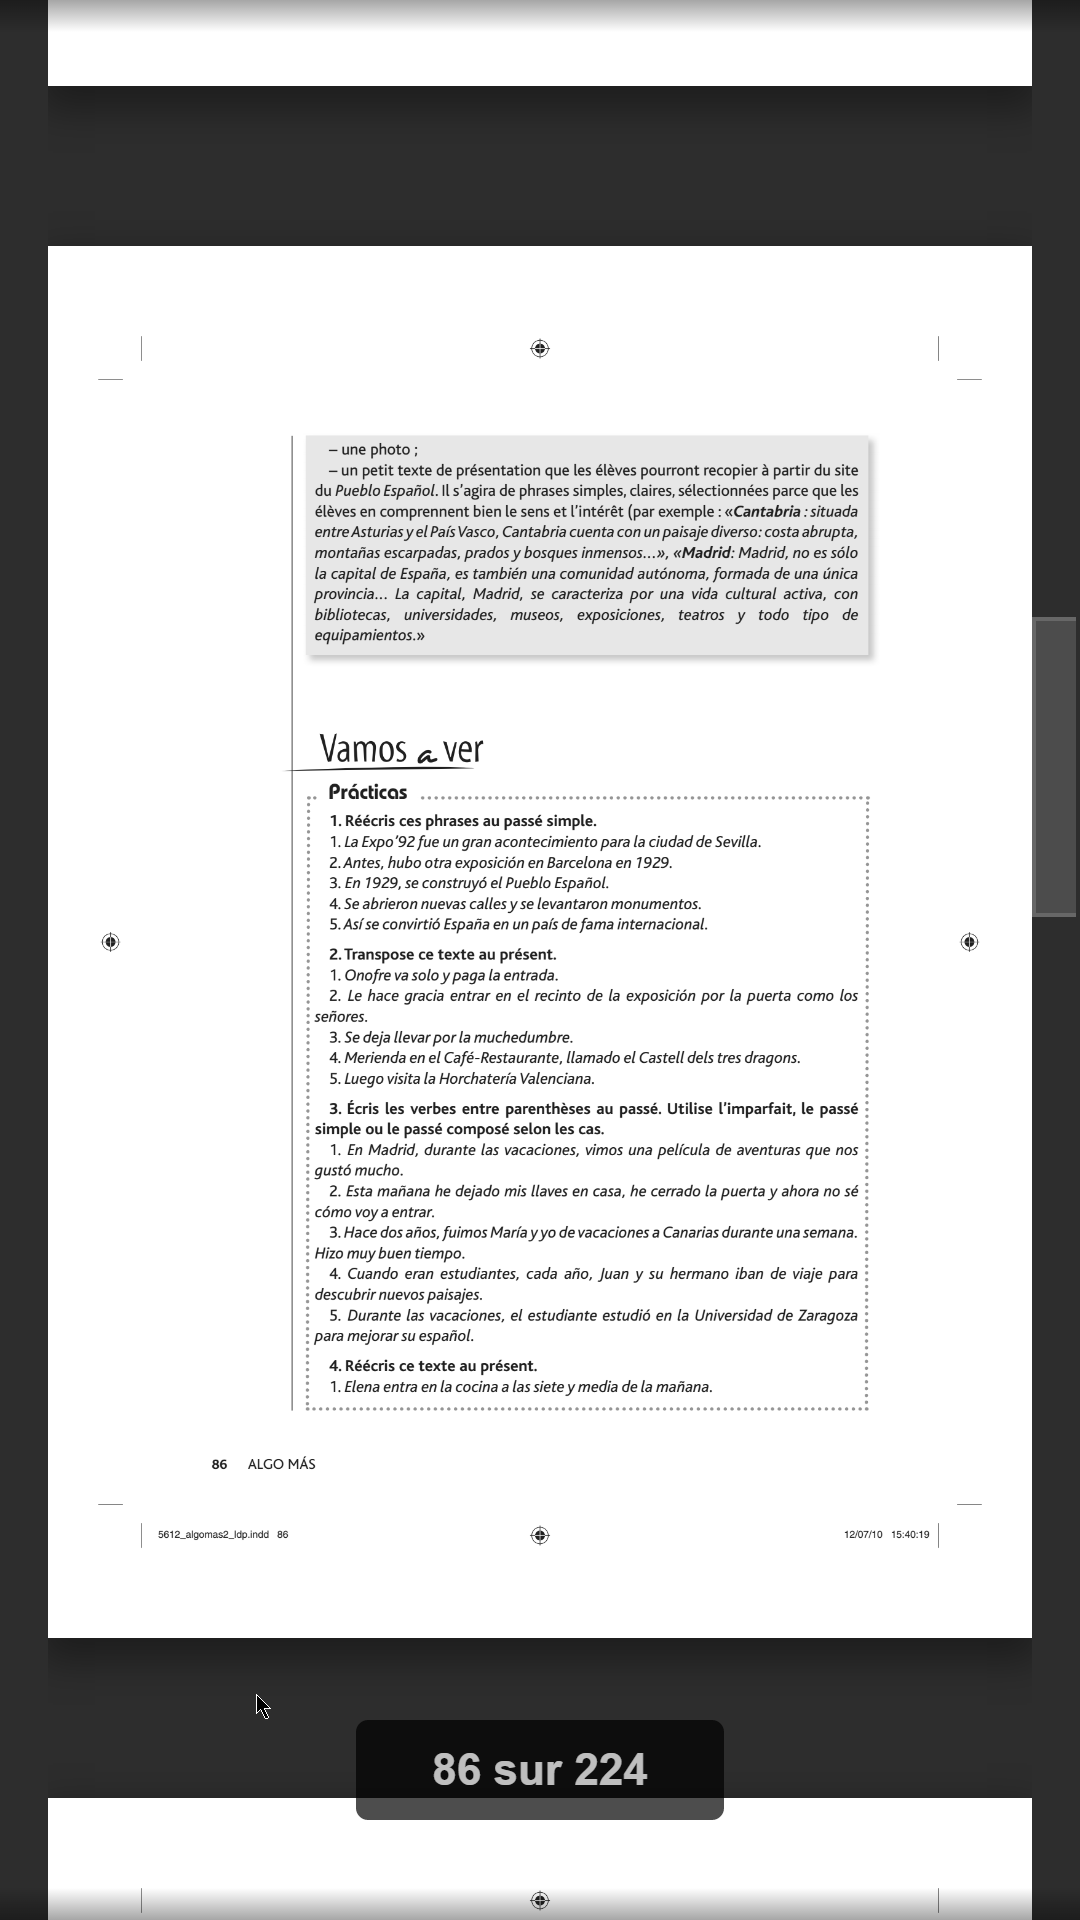 – une photo ;
– un petit texte de présentation que les élèves pourront recopier à partir du site
du Pueblo Español. Il s’agira de phrases simples, claires, sélectionnées parce que les
élèves en comprennent bien le sens et l’intérêt (par exemple : «Cantabria : situada
entre Asturias y el País Vasco, Cantabria cuenta con un paisaje diverso: costa abrupta,
montañas escarpadas, prados y bosques inmensos…», «Madrid: Madrid, no es sólo
la capital de España, es también una comunidad autónoma, formada de una única
provincia… La capital, Madrid, se caracteriza por una vida cultural activa, con
bibliotecas, universidades, museos, exposiciones, teatros y todo tipo de
equipamientos.»
Vamos a ver
Prácticas
1. Réécris ces phrases au passé simple.
1. La Expo’92 fue un gran acontecimiento para la ciudad de Sevilla.
2. Antes, hubo otra exposición en Barcelona en 1929.
3. En 1929, se construyó el Pueblo Español.
4. Se abrieron nuevas calles y se levantaron monumentos.
5. Así se convirtió España en un país de fama internacional.
2. Transpose ce texte au présent.
1. Onofre va solo y paga la entrada.
2. Le hace gracia entrar en el recinto de la exposición por la puerta como los
señores.
3. Se deja llevar por la muchedumbre.
4. Merienda en el Café-Restaurante, llamado el Castell dels tres dragons.
5. Luego visita la Horchatería Valenciana.
3. Écris les verbes entre parenthèses au passé. Utilise l’imparfait, le passé
simple ou le passé composé selon les cas.
1. En Madrid, durante las vacaciones, vimos una película de aventuras que nos
gustó mucho.
2. Esta mañana he dejado mis llaves en casa, he cerrado la puerta y ahora no sé
cómo voy a entrar.
3. Hace dos años, fuimos María y yo de vacaciones a Canarias durante una semana.
Hizo muy buen tiempo.
4. Cuando eran estudiantes, cada año, Juan y su hermano iban de viaje para
descubrir nuevos paisajes.
5. Durante las vacaciones, el estudiante estudió en la Universidad de Zaragoza
para mejorar su español.
4. Réécris ce texte au présent.
1. Elena entra en la cocina a las siete y media de la mañana.
86 ALGO MÁS
5612_algomas2_ldp.indd 86 12/07/10 15:40:19
86 sur 224